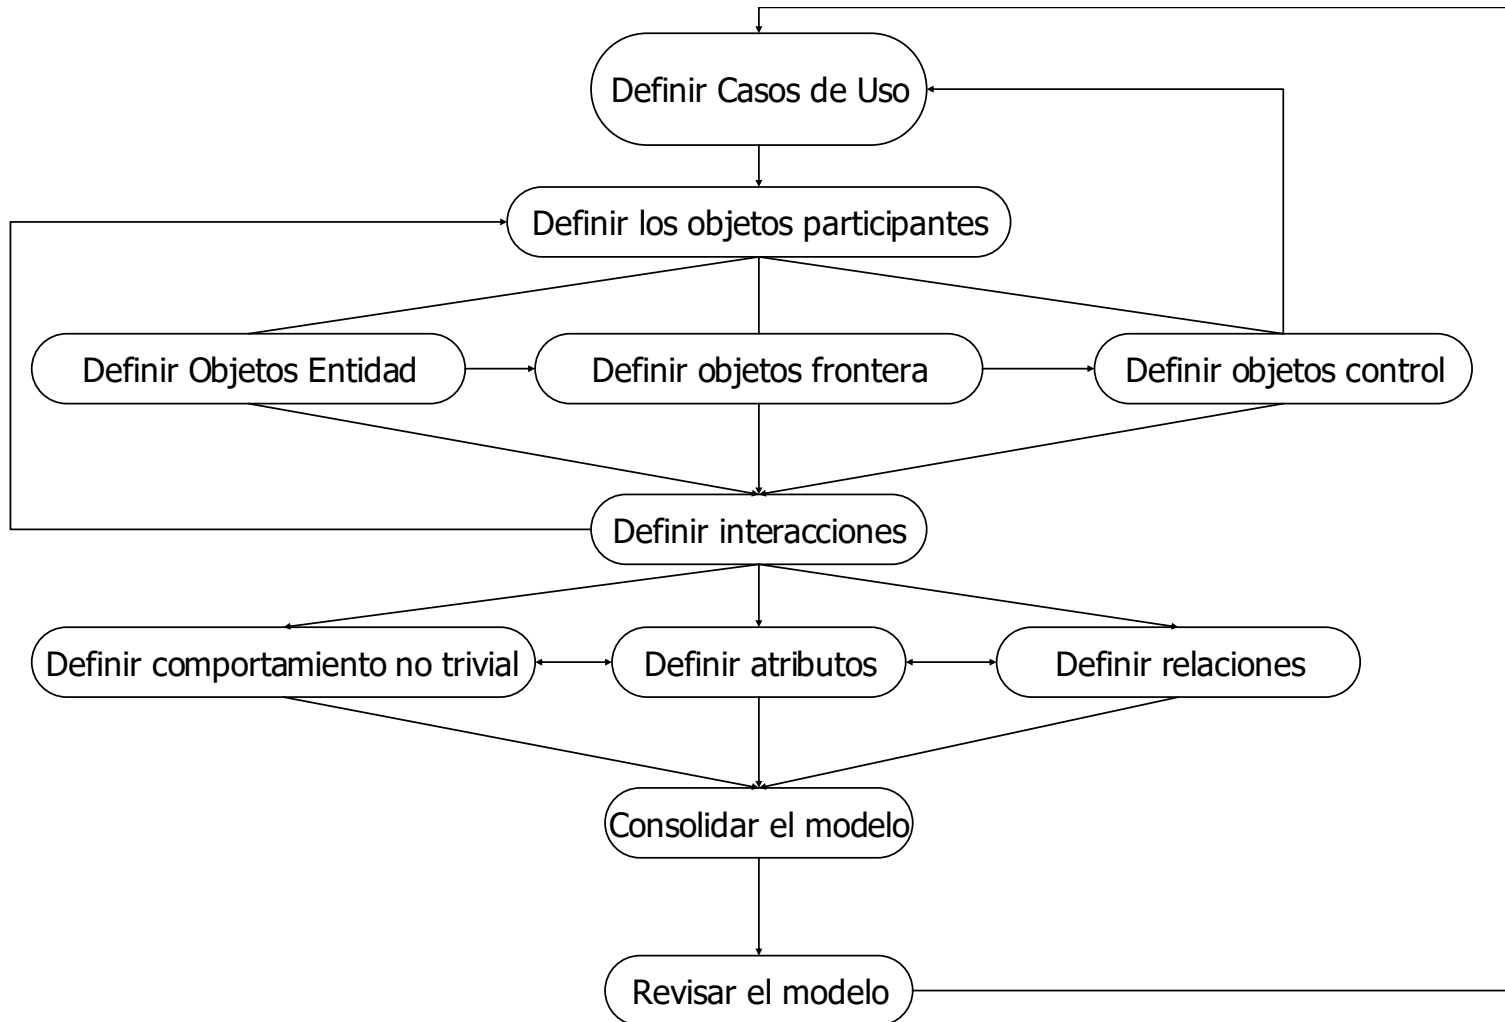 Definir Casos de Uso
Definir los objetos participantes
Definir Objetos Entidad
Definir objetos frontera
Definir objetos control
Definir interacciones
Definir comportamiento no trivial
Definir atributos
Definir relaciones
Consolidar el modelo
Revisar el modelo